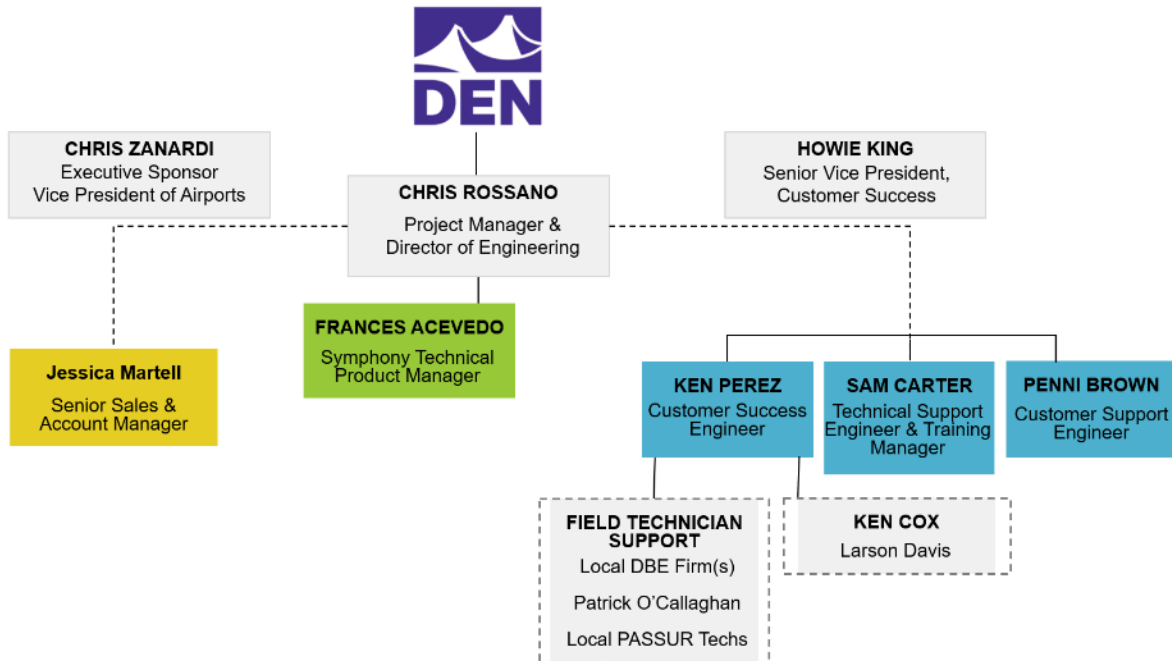 DEN
CHRIS ZANARDI
Executive Sponsor
Vice President of Airports
HOWIE KING
Senior Vice President,
Customer Success
CHRIS ROSSANO
Project Manager &
Director of Engineering
FRANCES ACEVEDO
Symphony Technical
Product Manager
Jessica Martell
Senior Sales &
Account Manager
KEN PEREZ
Customer Success
Engineer
SAM CARTER
Technical Support
Engineer & Training
Manager
PENNI BROWN
Customer Support
Engineer
FIELD TECHNICIAN
SUPPORT
Local DBE Firm(s)
Patrick O'Callaghan
Local PASSUR Techs
KEN COX
Larson Davis